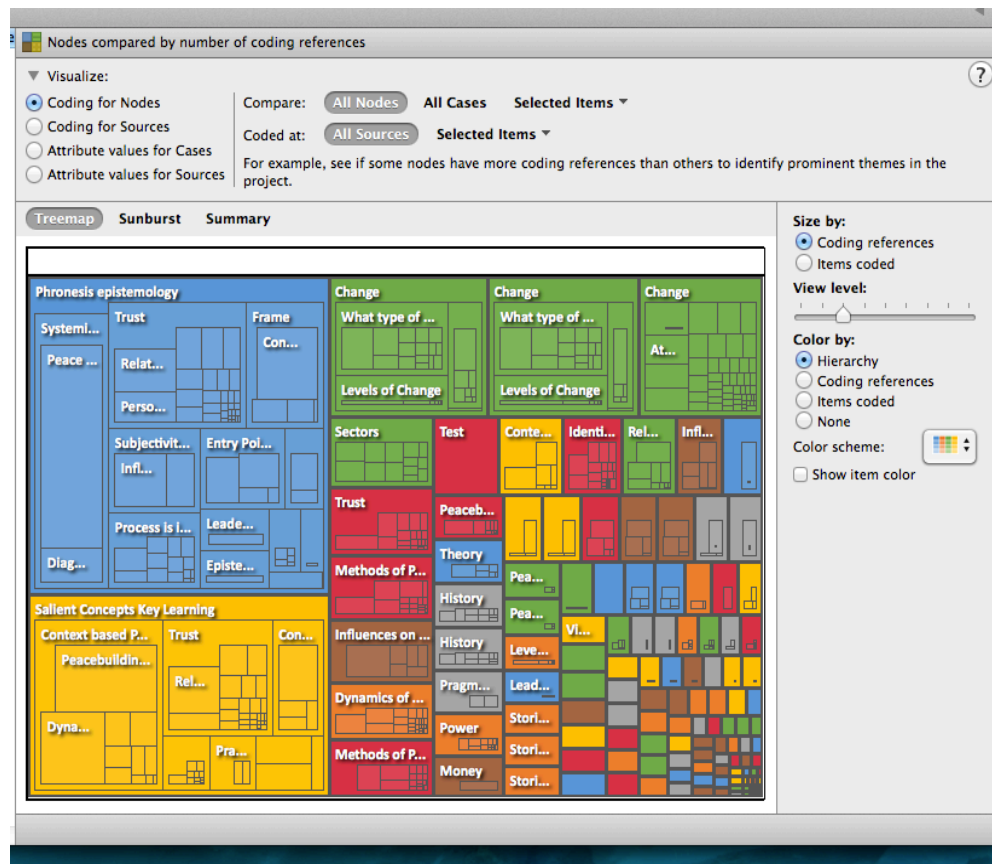 Nodes compared by number of coding references
Visualize:
?
Coding for Nodes
Compare: All Nodes All Cases Selected Items
Coding for Sources
Coded at: All Sources Selected Items
Attribute values for Cases
Attribute values for Sources
For example, see if some nodes have more coding references than others to identify prominent themes in the
project.
Treemap Sunburst Summary
Size by:
Coding references
Items coded
View level:
Color by:
Hierarchy
Coding references
Items coded
None
Color scheme:
Show item color
Phronesis epistemology
Systemi...
Peace ...
Diag...
Trust
Relat...
Perso...
Frame
Con...
Subjectivit...
Infl...
Entry Poi...
Process is i...
Leade...
Episte...
Salient Concepts Key Learning
Context based P...
Peacebuildin...
Dyna...
Trust
Rel...
Con...
Pra...
Change
What type of ...
Levels of Change
Change
What type of ...
Levels of Change
Change
At...
Sectors
Trust
Methods of P...
Influences on ...
Dynamics of ...
Methods of P...
Test
Peaceb...
Theory
History
History
Pragm...
Power
Money
Conte...
Identi...
Rel...
Infl...
Pea...
Pea...
Leve...
Lead...
Stori...
Stori...
Stori...
Vi...